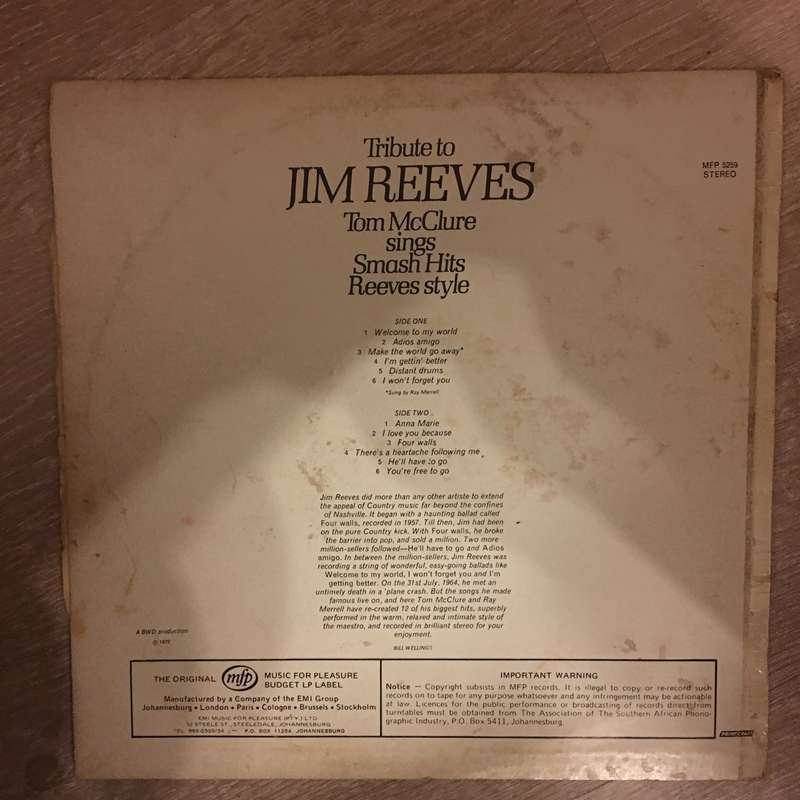 Tribute to
JIM REEVES
Tom McClure
sings
Smash Hits
Reeves style
MFP 5259
STEREO
SIDE ONE
1 Welcome to my world
2 Adios amigo
3 Make the world go away*
4 I'm gettin' better
5 Distant drums
6 I won't forget you
*Sung by Ray Merrell
SIDE TWO
1 Anna Marie
2 I love you because
3 Four walls
4 There's a heartache following me
5 He'll have to go
6 You're free to go
Jim Reeves did more than any other artiste to extend
the appeal of Country music far beyond the confines
of Nashville. It began with a haunting ballad called
Four walls, recorded in 1957. Till then, Jim had been
on the pure Country kick. With Four walls, he broke
the barrier into pop, and sold a million. Two more
million-sellers followed—He'll have to go and Adios
amigo. In between the million-sellers, Jim Reeves was
recording a string of wonderful, easy-going ballads like
Welcome to my world, I won't forget you and I'm
getting better. On the 31st July, 1964, he met an
untimely death in a 'plane crash. But the songs he made
famous live on, and here Tom McClure and Ray
Merrell have re-created 12 of his biggest hits, superbly
performed in the warm, relaxed and intimate style of
the maestro, and recorded in brilliant stereo for your
enjoyment.
BILL WELLINGS
A BWD production
THE ORIGINAL mfp MUSIC FOR PLEASURE
BUDGET LP LABEL
Manufactured by a Company of the EMI Group
Johannesburg • London • Paris • Cologne • Brussels • Stockholm
EMI MUSIC FOR PLEASURE (PTY.) LTD
STEELE ST., STEELEDALE, JOHANNESBURG
P.O. BOX 11254 JOHANNESBURG
IMPORTANT WARNING
Notice — Copyright subsists in MFP records. It is illegal to copy or re-record such
records on to tape for any purpose whatsoever and any infringement may be actionable
at law. Licences for the public performance or broadcasting of records direct from
turntables must be obtained from The Association of The Southern African Phono-
graphic Industry, P.O. Box 5411, Johannesburg.